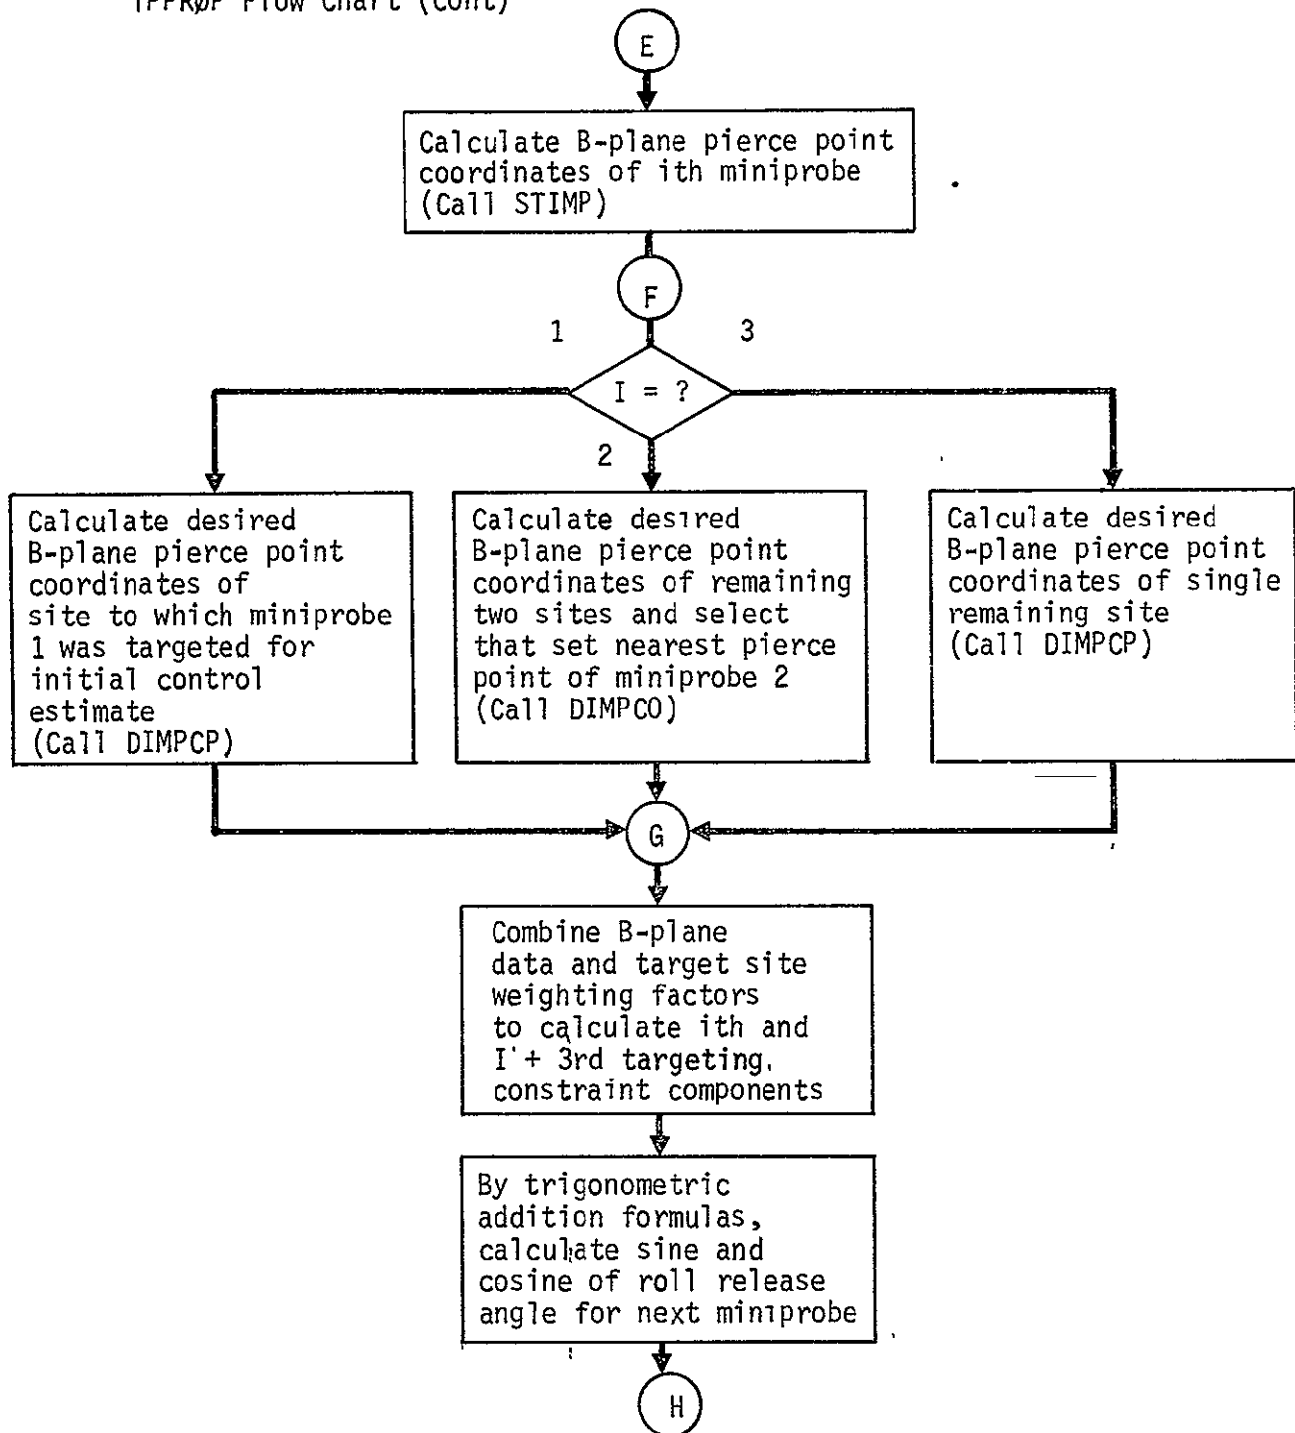 TPPRØP Flow Chart (Cont)
E
Calculate B-plane pierce point
coordinates of ith miniprobe
(Call STIMP)
F
1
3
I = ?
2
Calculate desired
B-plane pierce point
coordinates of
site to which miniprobe
1 was targeted for
initial control
estimate
(Call DIMPCP)
Calculate desired
B-plane pierce point
coordinates of remaining
two sites and select
that set nearest pierce
point of miniprobe 2
(Call DIMPCO)
Calculate desired
B-plane pierce point
coordinates of single
remaining site
(Call DIMPCP)
G
Combine B-plane
data and target site
weighting factors
to calculate ith and
I + 3rd targeting
constraint components
By trigonometric
addition formulas,
calculate sine and
cosine of roll release
angle for next miniprobe
H